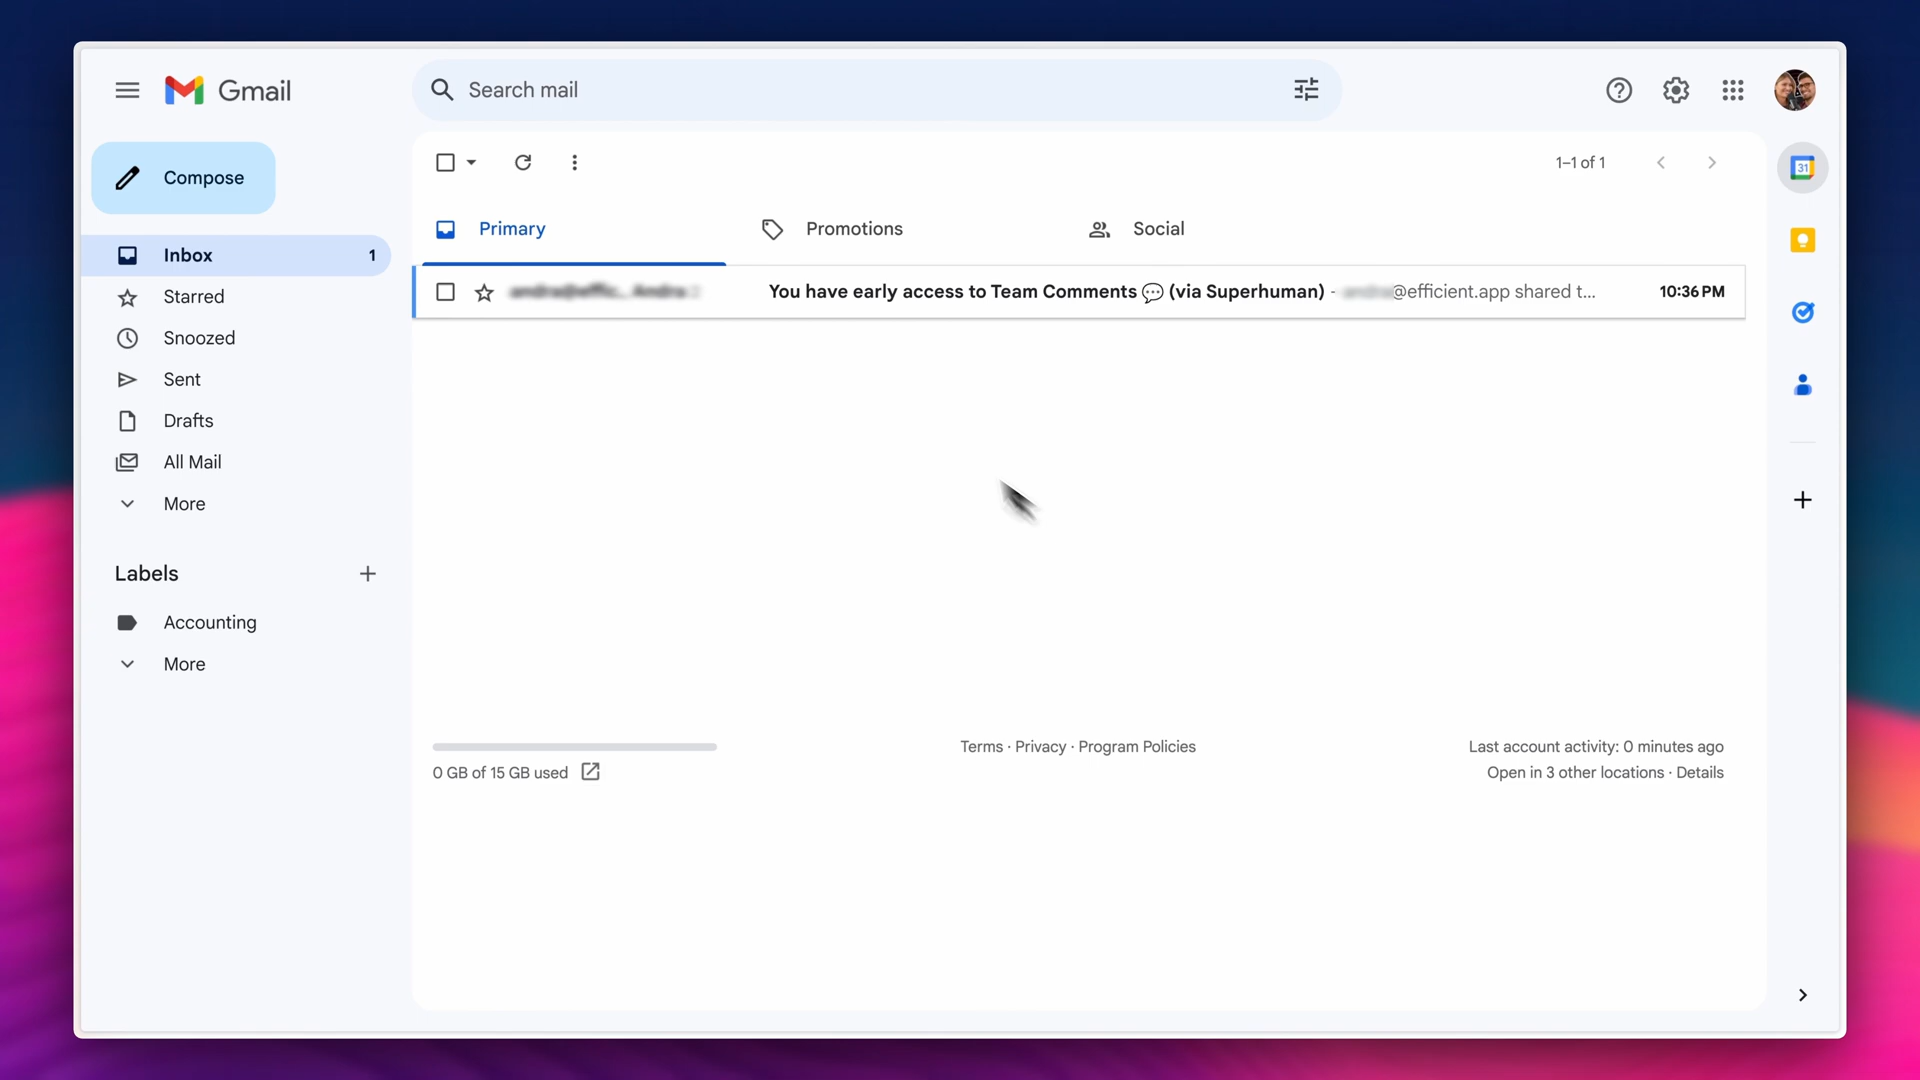 Gmail
Search mail
Compose
1–1 of 1
Primary
Promotions
Social
31
Inbox 1
Starred
Snoozed
Sent
Drafts
All Mail
More
You have early access to Team Comments 💬 (via Superhuman) - @efficient.app shared t... 10:36 PM
Labels
Accounting
More
0 GB of 15 GB used
Terms · Privacy · Program Policies
Last account activity: 0 minutes ago
Open in 3 other locations · Details